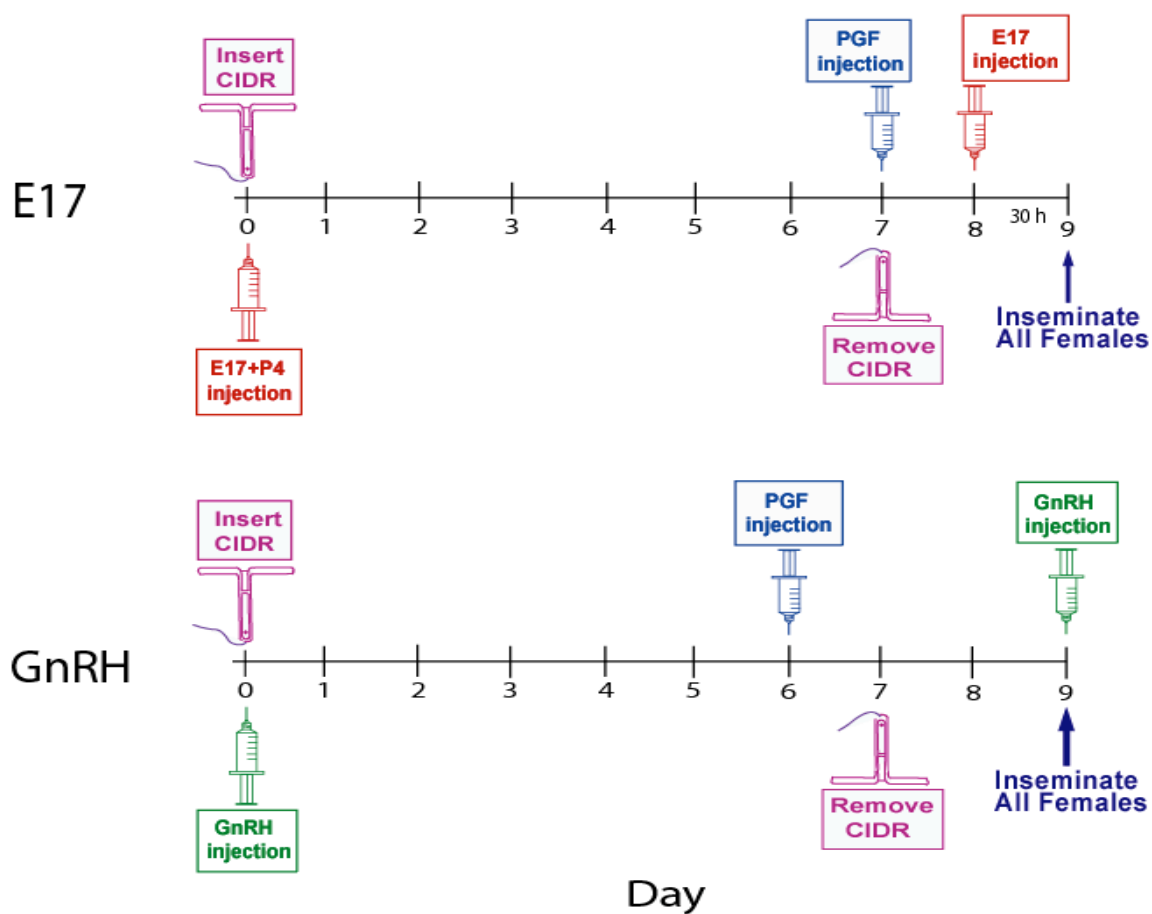 Insert
CIDR
PGF
injection
E17
injection
E17
0
1
2
3
4
5
6
7
8
30 h
9
E17+P4
injection
Remove
CIDR
Inseminate
All Females
Insert
CIDR
PGF
injection
GnRH
injection
GnRH
0
1
2
3
4
5
6
7
8
9
GnRH
injection
Remove
CIDR
Inseminate
All Females
Day